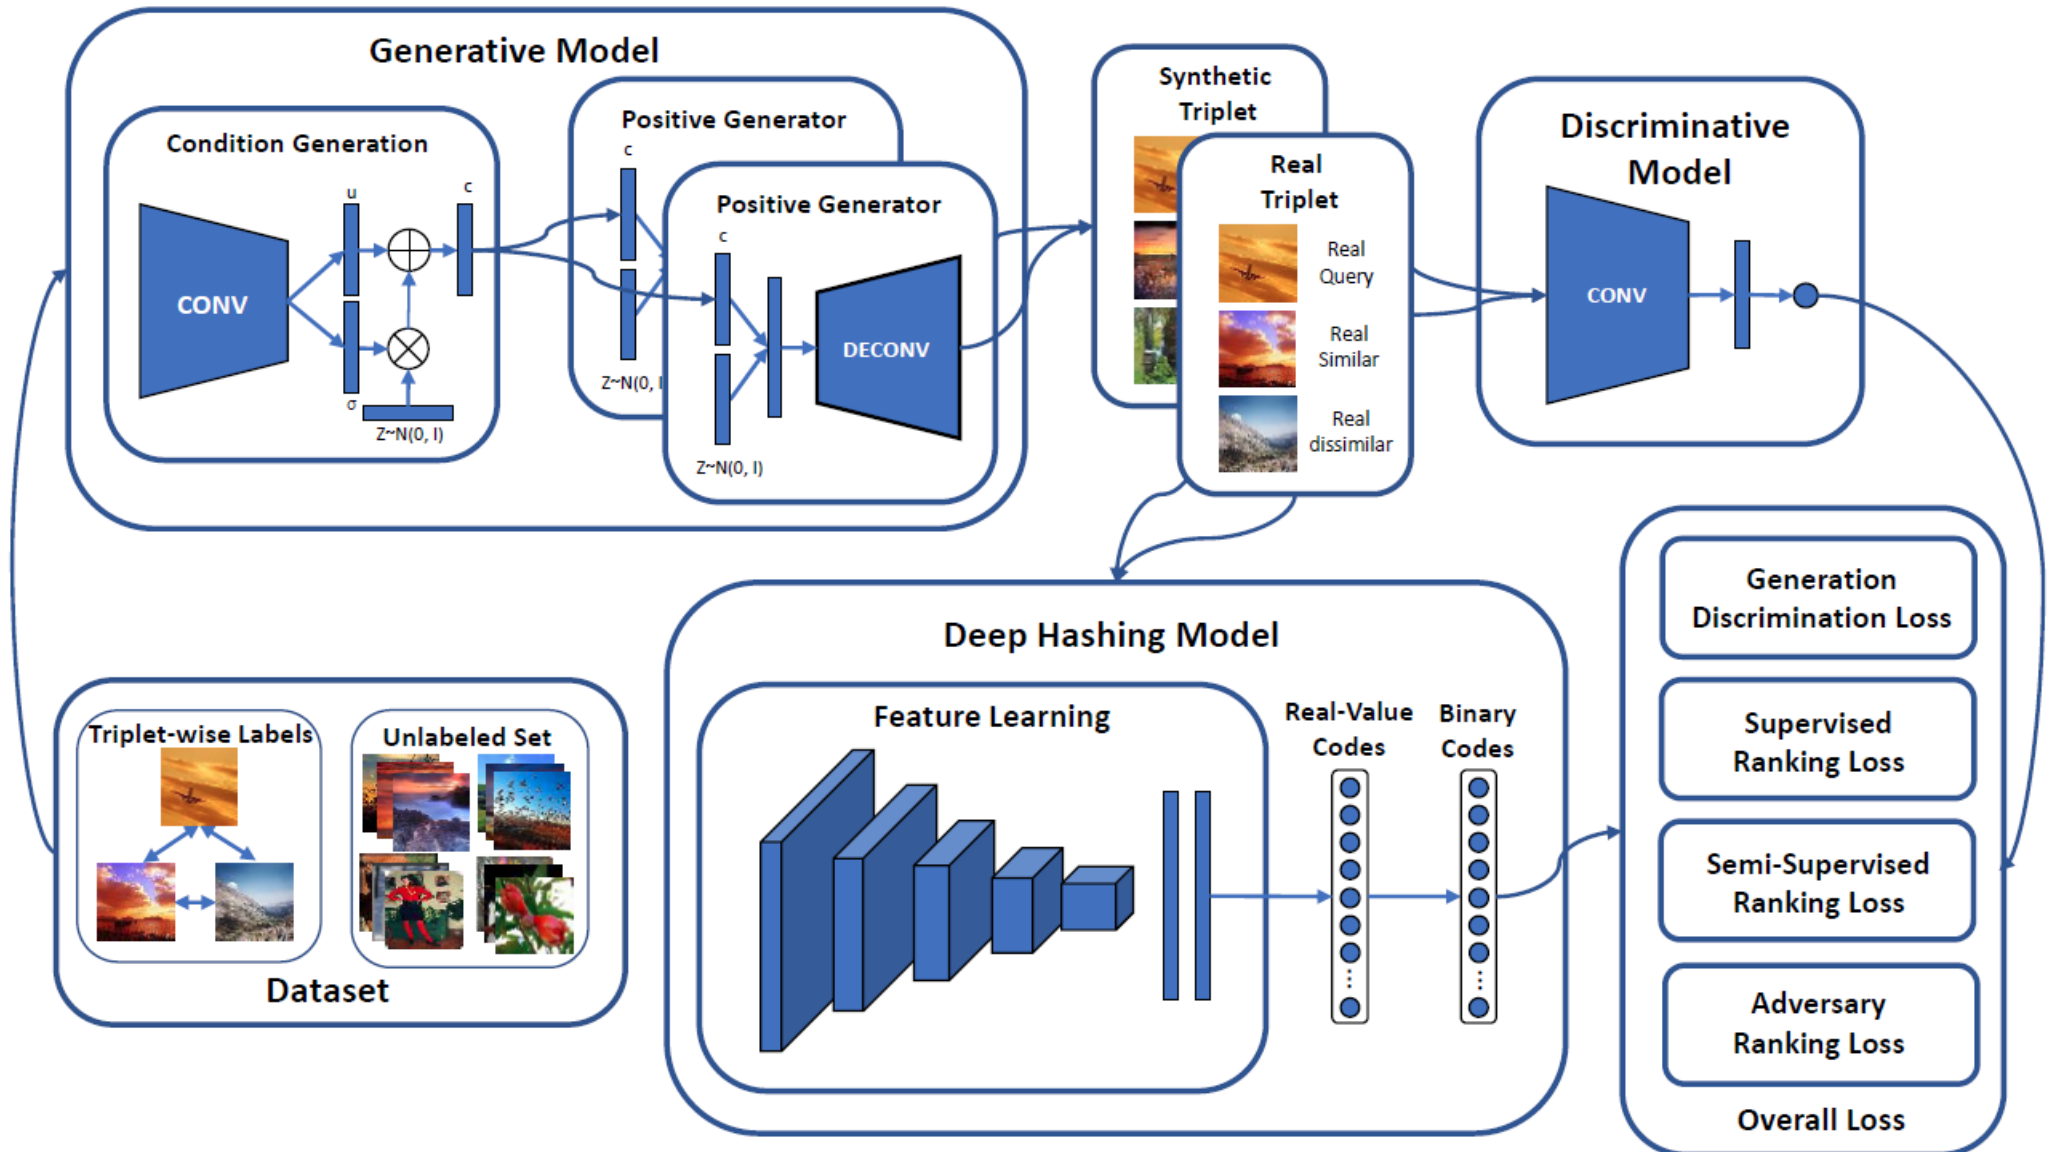 Generative Model
Condition Generation
CONV
u
σ
c
Z~N(0, I)
Positive Generator
c
Z~N(0, I
Positive Generator
c
Z~N(0, I)
DECONV
Synthetic
Triplet
Real
Triplet
Real
Query
Real
Similar
Real
dissimilar
Discriminative
Model
CONV
Triplet-wise Labels
Unlabeled Set
Dataset
Deep Hashing Model
Feature Learning
Real-Value
Codes
Binary
Codes
Generation
Discrimination Loss
Supervised
Ranking Loss
Semi-Supervised
Ranking Loss
Adversary
Ranking Loss
Overall Loss